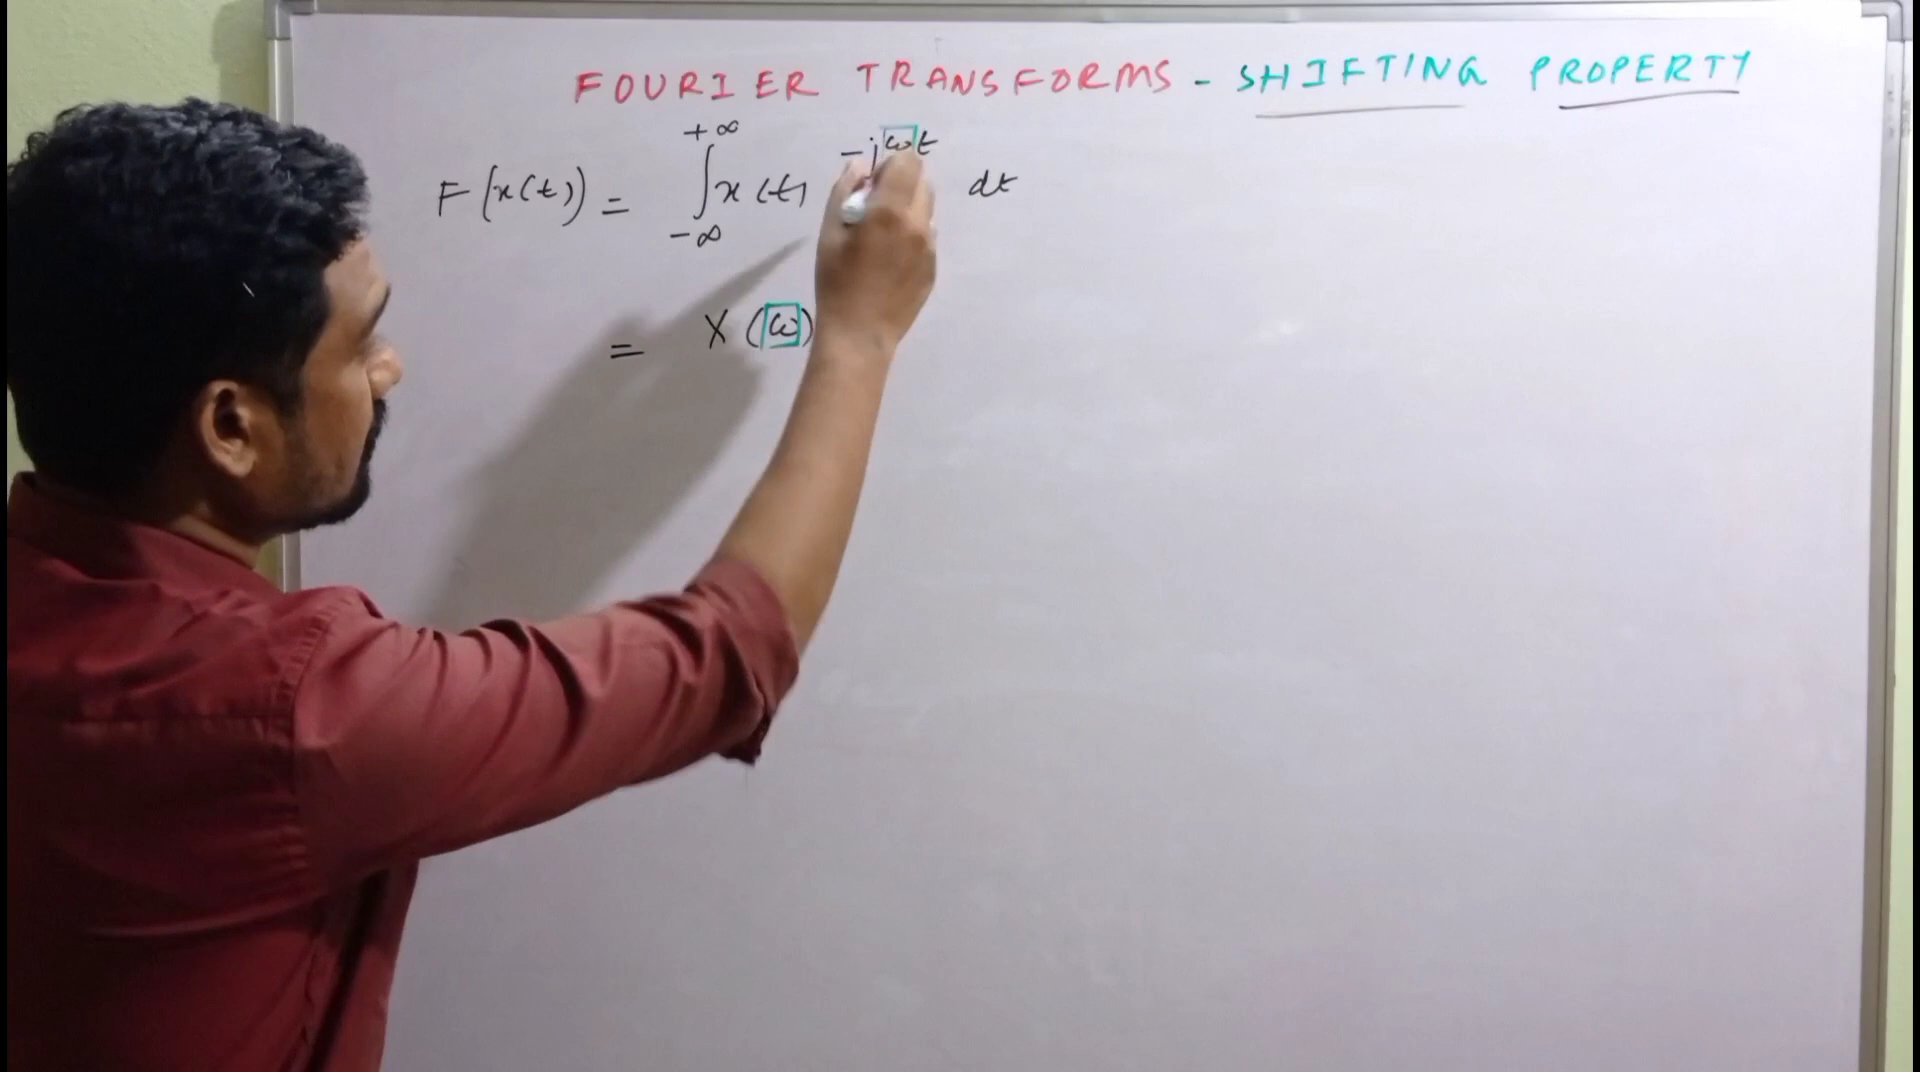 FOURIER TRANSFORMS - SHIFTING PROPERTY
F(x(t)) = ∫_{-∞}^{+∞} x(t) ^{-jωt} dt
= X(ω)